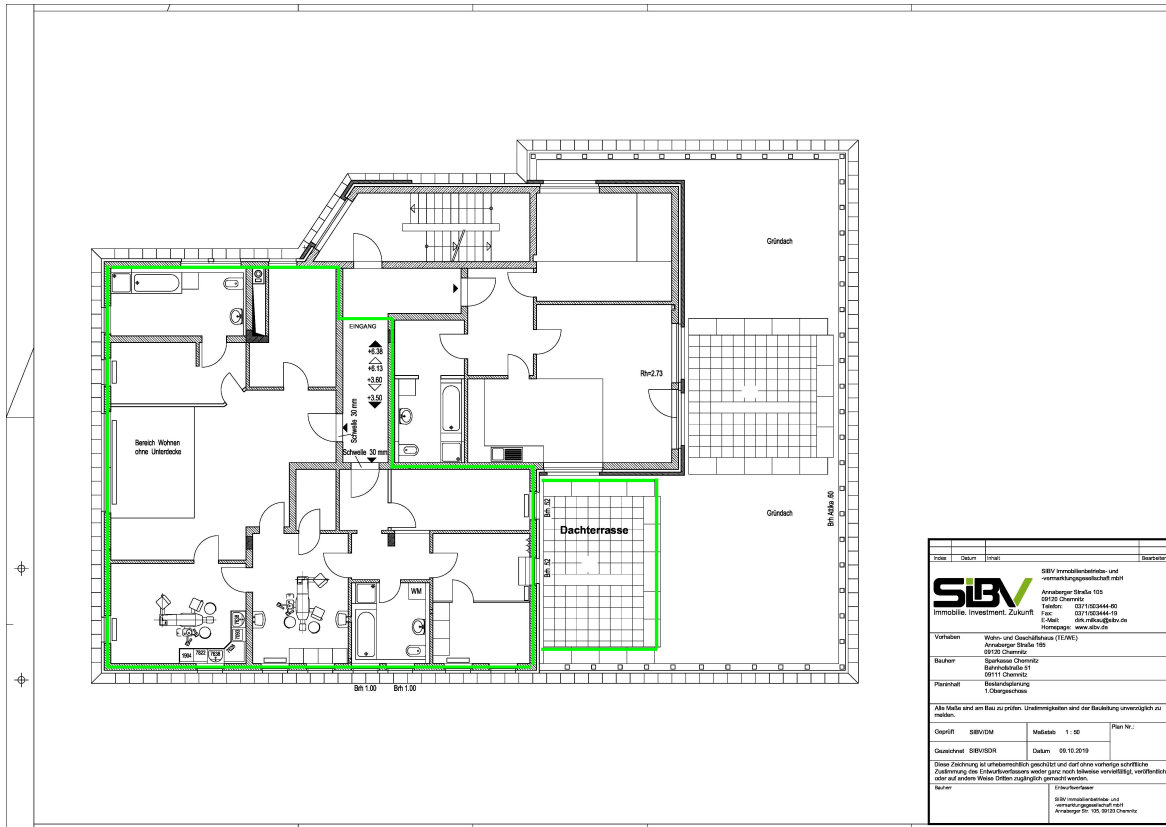 Gründach
EINGANG
+6.38
+6.13
+3.60
+3.50
Schwelle 30 mm
Schwelle 30 mm
Rh=2.73
Bereich Wohnen
ohne Unterdecke
Brh .52
Brh .52
Dachterrasse
Gründach
Brh Attika .60
WM
1994
7822
7838
Brh 1.00
Brh 1.00
Index Datum Inhalt Bearbeiter
SIBV
Immobilie. Investment. Zukunft
SIBV Immobilienbetriebs- und
-vermarktungsgesellschaft mbH
Annaberger Straße 105
09120 Chemnitz
Telefon: 0371/503444-60
Fax: 0371/503444-19
E-Mail: dirk.milkau@sibv.de
Homepage: www.sibv.de
Vorhaben Wohn- und Geschäftshaus (TE/WE)
Annaberger Straße 165
09120 Chemnitz
Bauherr Sparkasse Chemnitz
Bahnhofstraße 51
09111 Chemnitz
Planinhalt Bestandsplanung
1.Obergeschoss
Alle Maße sind am Bau zu prüfen. Unstimmigkeiten sind der Bauleitung unverzüglich zu
melden.
Geprüft SIBV/DM Maßstab 1 : 50 Plan Nr.:
Gezeichnet SIBV/SDR Datum 09.10.2019
Diese Zeichnung ist urheberrechtlich geschützt und darf ohne vorherige schriftliche
Zustimmung des Entwurfsverfassers weder ganz noch teilweise vervielfältigt, veröffentlicht
oder auf andere Weise Dritten zugänglich gemacht werden.
Bauherr Entwurfsverfasser
SIBV Immobilienbetriebs- und
-vermarktungsgesellschaft mbH
Annaberger Str. 105, 09120 Chemnitz